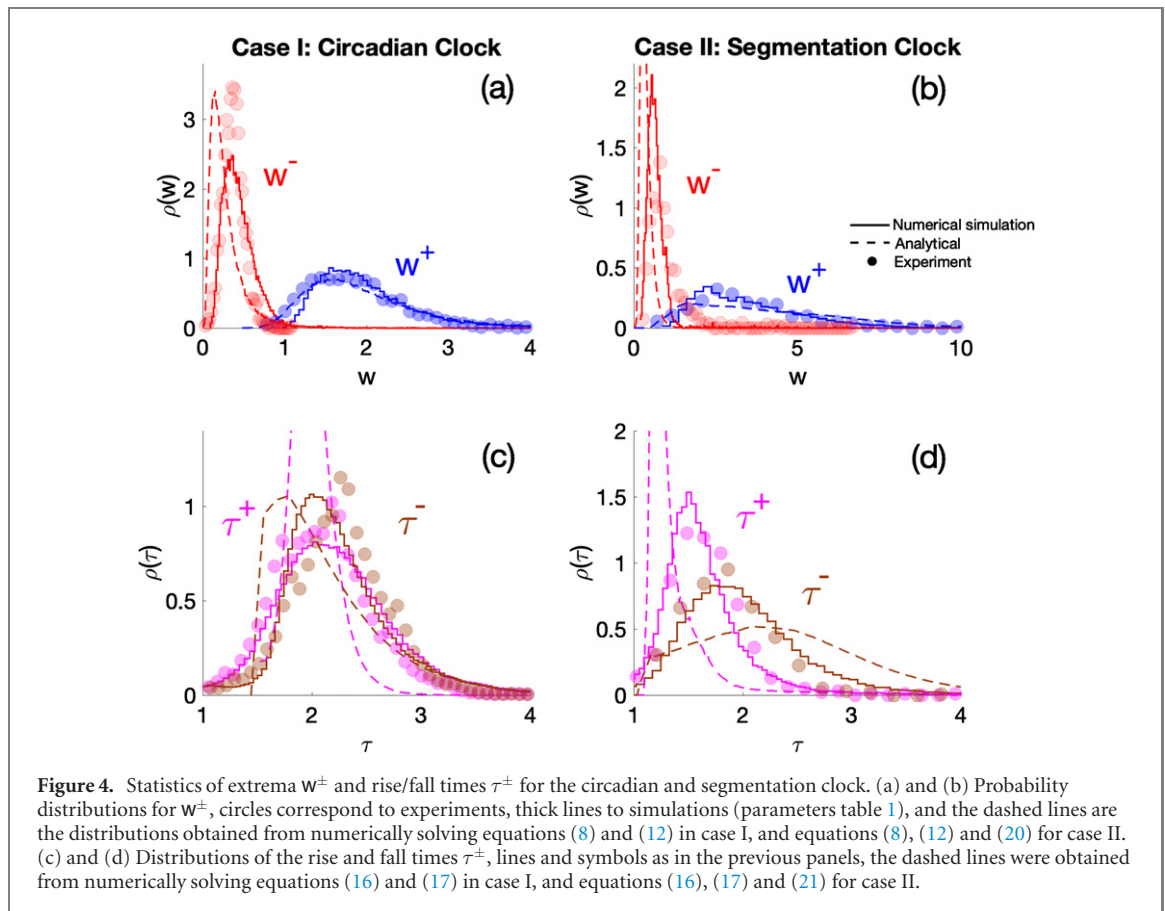 Case I: Circadian Clock
Case II: Segmentation Clock
(a)
3
2
1
0
ρ(w)
w⁻
w⁺
0 1 2 3 4
w
(b)
2
1.5
1
0.5
0
ρ(w)
w⁻
w⁺
Numerical simulation
Analytical
Experiment
0 5 10
w
(c)
1
0.5
0
ρ(τ)
τ⁺
τ⁻
1 2 3 4
τ
(d)
2
1.5
1
0.5
0
ρ(τ)
τ⁺
τ⁻
1 2 3 4
τ
Figure 4. Statistics of extrema w± and rise/fall times τ± for the circadian and segmentation clock. (a) and (b) Probability
distributions for w±, circles correspond to experiments, thick lines to simulations (parameters table 1), and the dashed lines are
the distributions obtained from numerically solving equations (8) and (12) in case I, and equations (8), (12) and (20) for case II.
(c) and (d) Distributions of the rise and fall times τ±, lines and symbols as in the previous panels, the dashed lines were obtained
from numerically solving equations (16) and (17) in case I, and equations (16), (17) and (21) for case II.